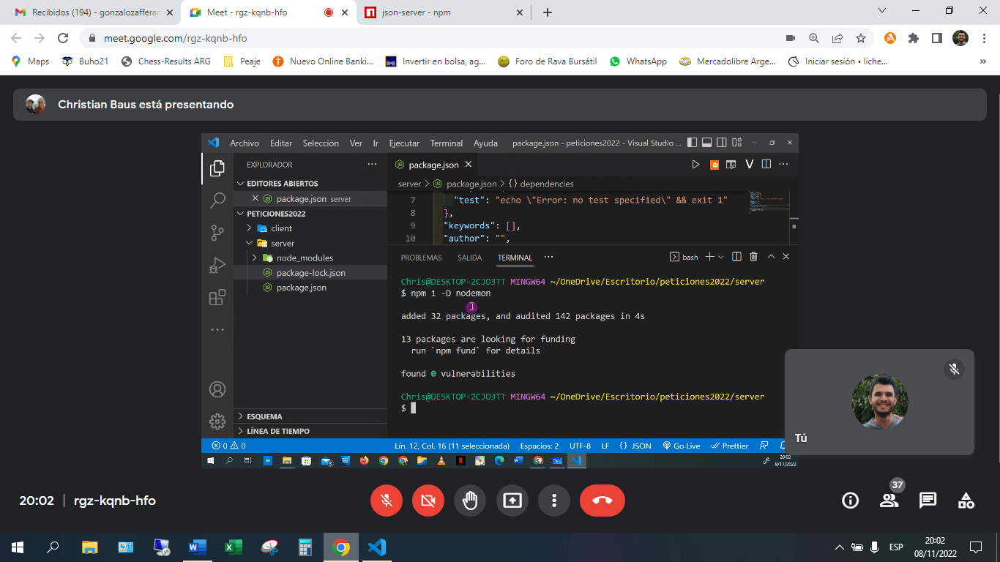 Recibidos (194) - gonzalozafferar
Meet - rgz-kqnb-hfo
json-server - npm
meet.google.com/rgz-kqnb-hfo
Maps
Buho21
Chess-Results ARG
Peaje
Nuevo Online Banki...
Invertir en bolsa, ag...
Foro de Rava Bursátil
WhatsApp
Mercadolibre Arge...
Iniciar sesión • liche...
»
Christian Baus está presentando
Archivo Editar Selección Ver Ir Ejecutar Terminal Ayuda package.json - peticiones2022 - Visual Studio ...
EXPLORADOR
package.json
EDITORES ABIERTOS
package.json server
PETICIONES2022
client
server
node_modules
package-lock.json
package.json
ESQUEMA
LÍNEA DE TIEMPO
server > package.json > {} dependencies
7 "test": "echo \"Error: no test specified\" && exit 1"
8 },
9 "keywords": [],
10 "author": "",
PROBLEMAS SALIDA TERMINAL ... bash
Chris@DESKTOP-2CJO3TT MINGW64 ~/OneDrive/Escritorio/peticiones2022/server
$ npm i -D nodemon
added 32 packages, and audited 142 packages in 4s
13 packages are looking for funding
run `npm fund` for details
found 0 vulnerabilities
Chris@DESKTOP-2CJO3TT MINGW64 ~/OneDrive/Escritorio/peticiones2022/server
$
0 0 Lín. 12, Col. 16 (11 seleccionada) Espacios: 2 UTF-8 LF {} JSON Go Live Prettier
20:02
8/11/2022
Tú
20:02 | rgz-kqnb-hfo
37
ESP
20:02
08/11/2022